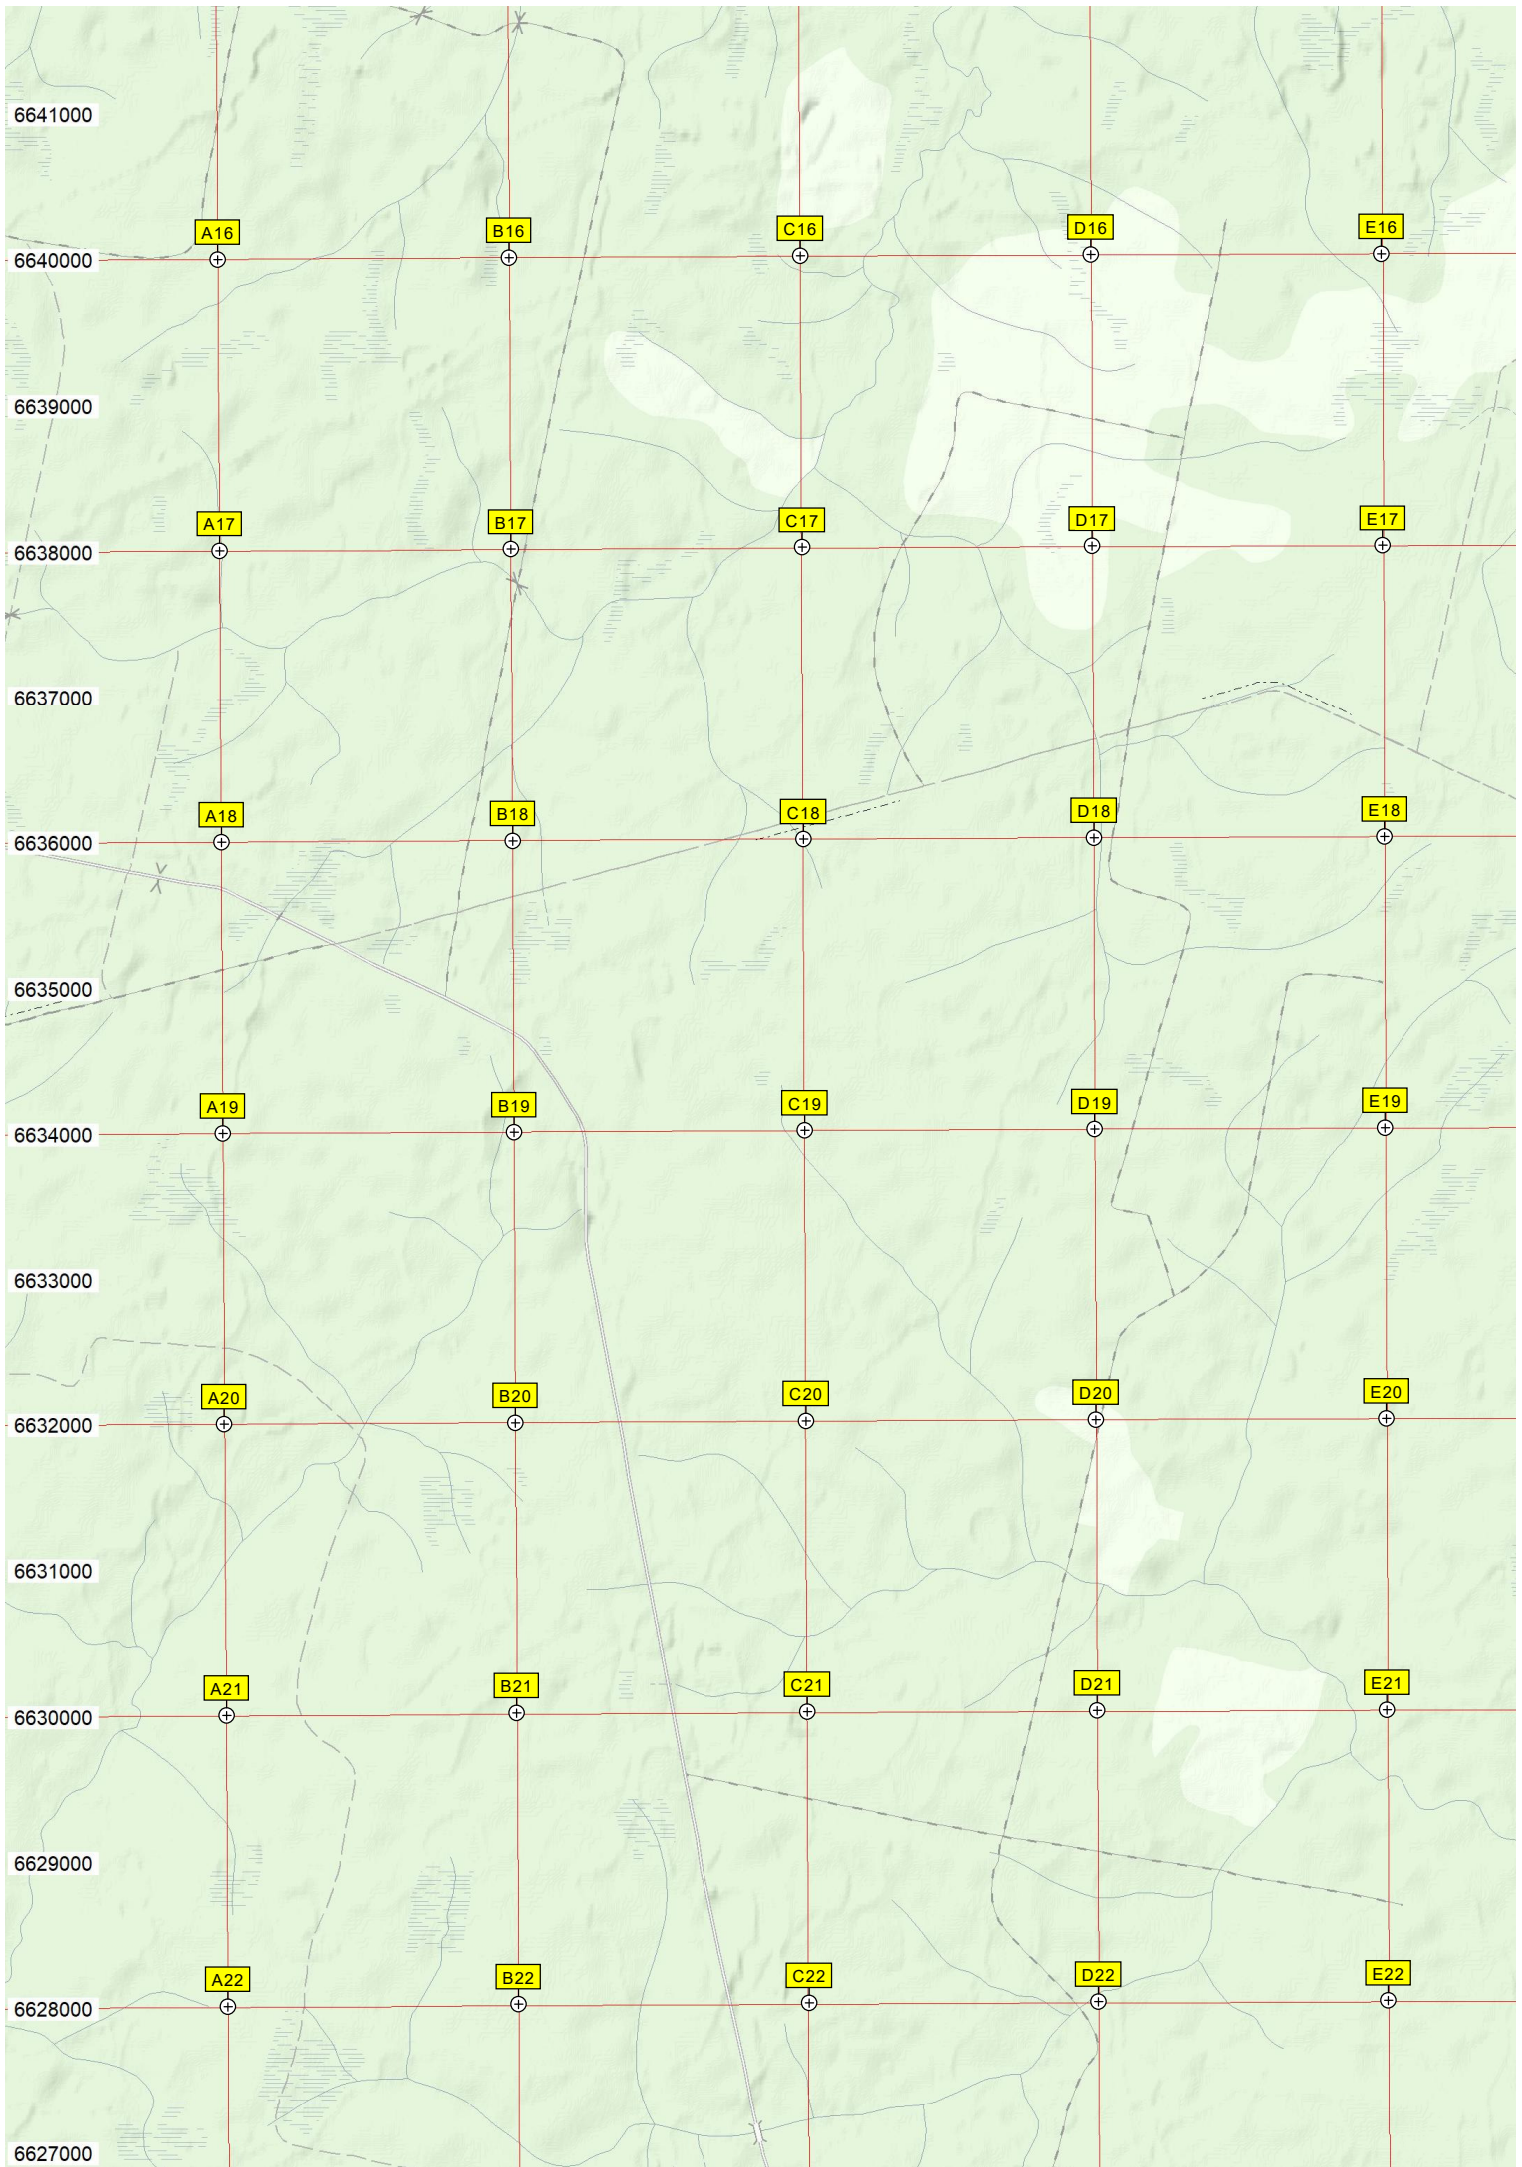 6641000
A16 B16 C16 D16 E16
6640000
6639000
A17 B17 C17 D17 E17
6638000
6637000
A18 B18 C18 D18 E18
6636000
6635000
A19 B19 C19 D19 E19
6634000
6633000
A20 B20 C20 D20 E20
6632000
6631000
A21 B21 C21 D21 E21
6630000
6629000
A22 B22 C22 D22 E22
6628000
6627000